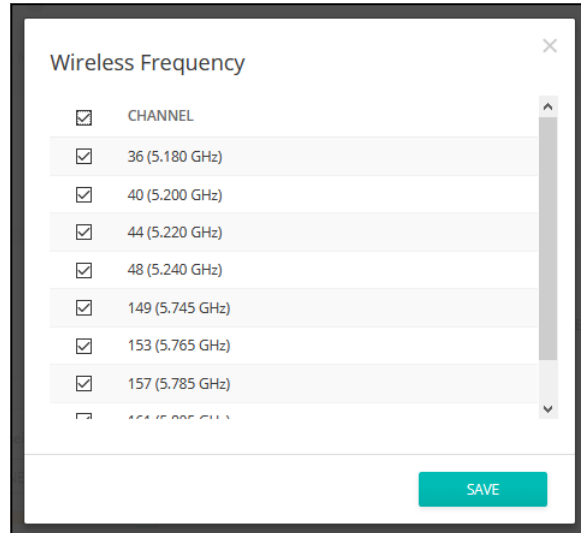 Wireless Frequency
CHANNEL
36 (5.180 GHz)
40 (5.200 GHz)
44 (5.220 GHz)
48 (5.240 GHz)
149 (5.745 GHz)
153 (5.765 GHz)
157 (5.785 GHz)
SAVE